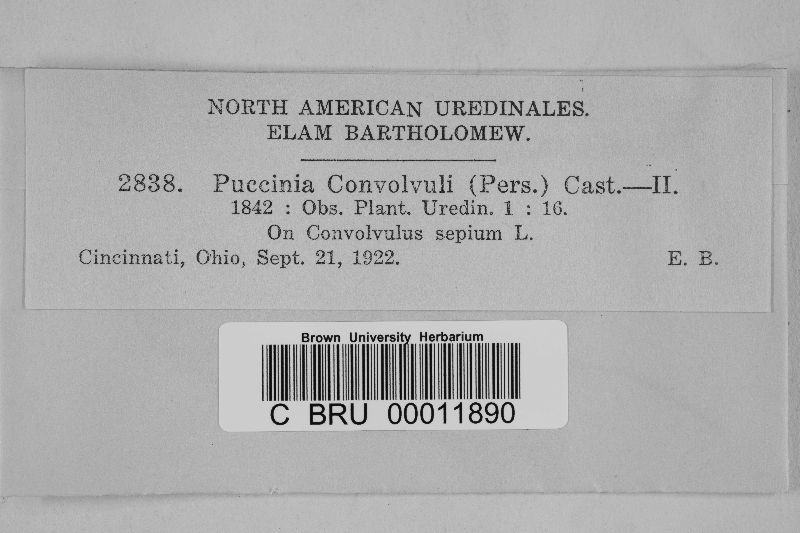 NORTH AMERICAN UREDINALES.
ELAM BARTHOLOMEW.
2838. Puccinia Convolvuli (Pers.) Cast.—II.
1842 : Obs. Plant. Uredin. 1 : 16.
On Convolvulus sepium L.
Cincinnati, Ohio, Sept. 21, 1922. E. B.
Brown University Herbarium
C BRU 00011890